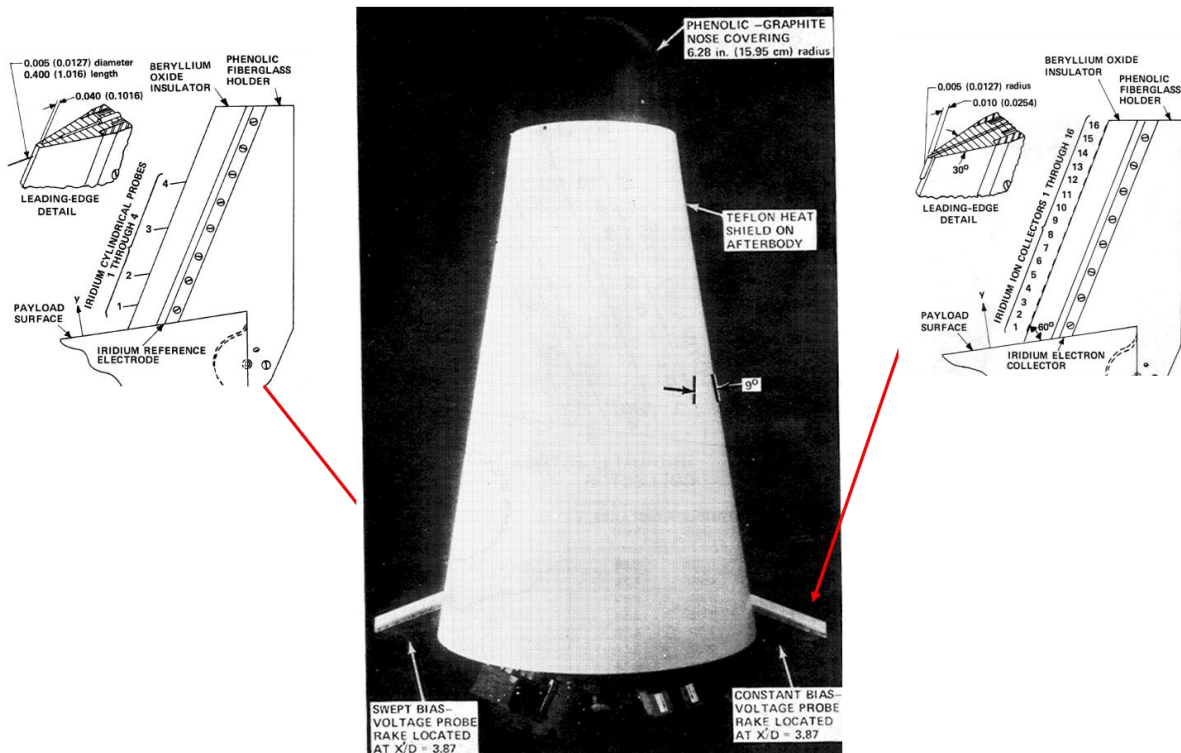 0.005 (0.0127) diameter
0.400 (1.016) length
0.040 (0.1016)
BERYLLIUM
OXIDE
INSULATOR
PHENOLIC
FIBERGLASS
HOLDER
LEADING-EDGE
DETAIL
IRIDIUM CYLINDRICAL PROBES
1 THROUGH 4
4
3
2
1
Y
PAYLOAD
SURFACE
IRIDIUM REFERENCE
ELECTRODE
PHENOLIC –GRAPHITE
NOSE COVERING
6.28 in. (15.95 cm) radius
TEFLON HEAT
SHIELD ON
AFTERBODY
9°
SWEPT BIAS–
VOLTAGE PROBE
RAKE LOCATED
AT X/D = 3.87
CONSTANT BIAS–
VOLTAGE PROBE
RAKE LOCATED
AT X/D = 3.87
BERYLLIUM OXIDE
INSULATOR
PHENOLIC
FIBERGLASS
HOLDER
0.005 (0.0127) radius
0.010 (0.0254)
30°
LEADING-EDGE
DETAIL
IRIDIUM ION COLLECTORS 1 THROUGH 16
16
15
14
13
12
11
10
9
8
7
6
5
4
3
2
1
60°
Y
PAYLOAD
SURFACE
IRIDIUM ELECTRON
COLLECTOR